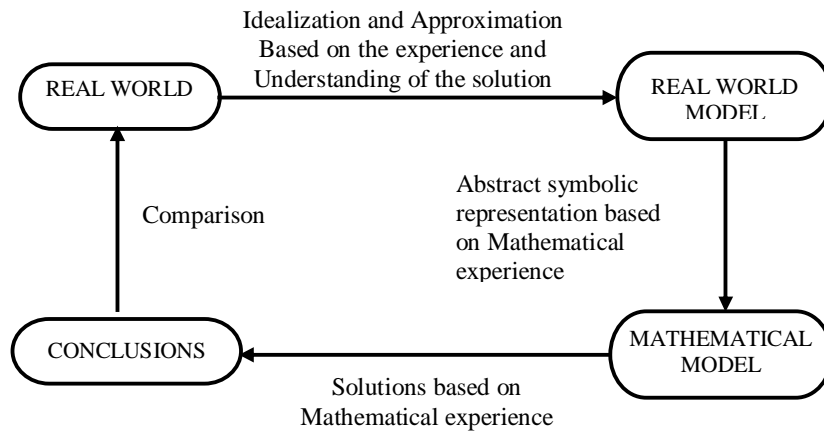 Idealization and Approximation
Based on the experience and
Understanding of the solution
REAL WORLD
REAL WORLD
MODEL
Abstract symbolic
representation based
on Mathematical
experience
Comparison
CONCLUSIONS
MATHEMATICAL
MODEL
Solutions based on
Mathematical experience